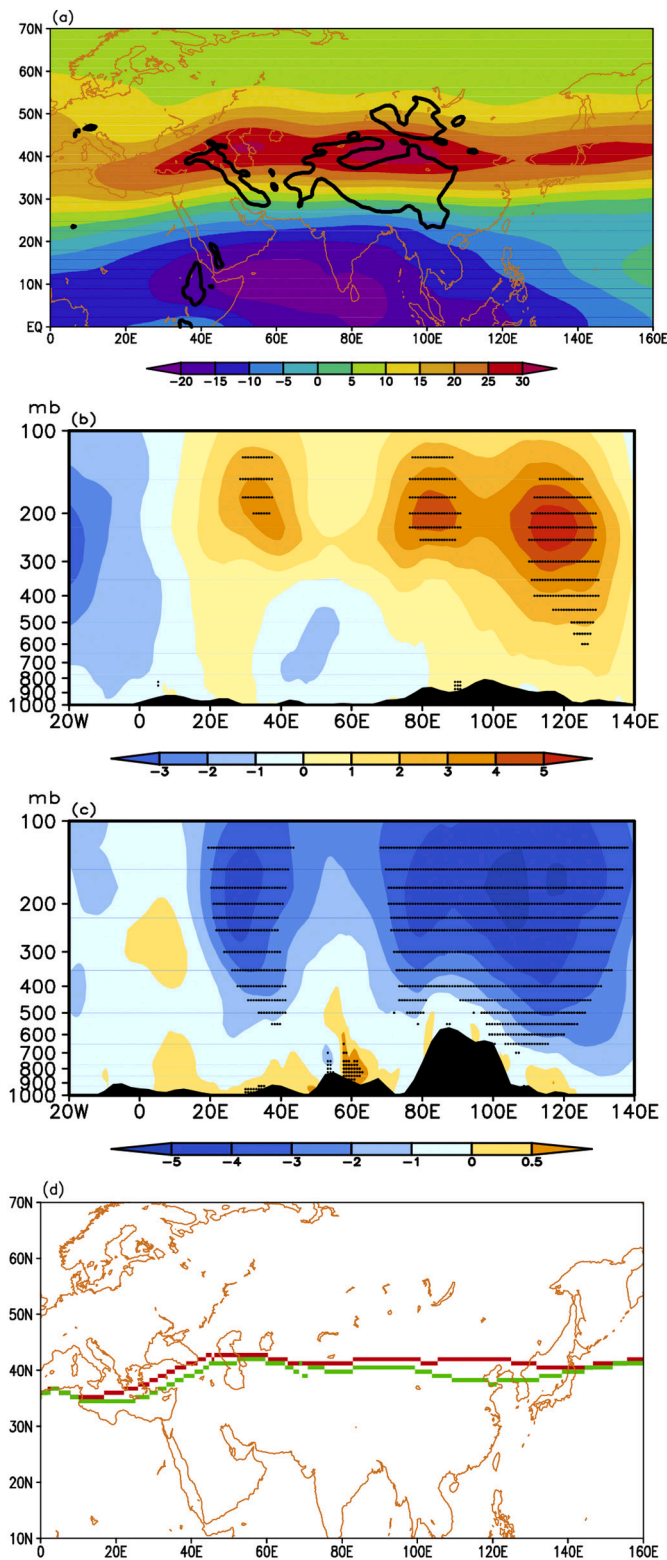 (a)
70N
60N
50N
40N
30N
20N
10N
EQ
0 20E 40E 60E 80E 100E 120E 140E 160E
−20 −15 −10 −5 0 5 10 15 20 25 30
mb (b)
100
200
300
400
500
600
700
800
900
1000
20W 0 20E 40E 60E 80E 100E 120E 140E
−3 −2 −1 0 1 2 3 4 5
mb (c)
100
200
300
400
500
600
700
800
900
1000
20W 0 20E 40E 60E 80E 100E 120E 140E
−5 −4 −3 −2 −1 0 0.5
(d)
70N
60N
50N
40N
30N
20N
10N
0 20E 40E 60E 80E 100E 120E 140E 160E